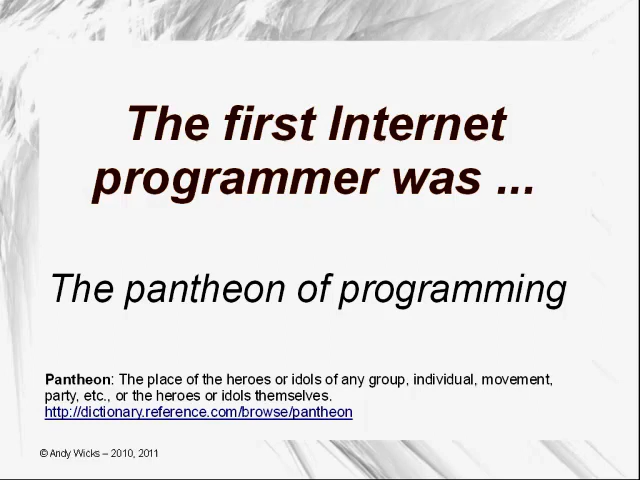 The first Internet
programmer was ...
The pantheon of programming
Pantheon: The place of the heroes or idols of any group, individual, movement,
party, etc., or the heroes or idols themselves.
http://dictionary.reference.com/browse/pantheon
© Andy Wicks – 2010, 2011